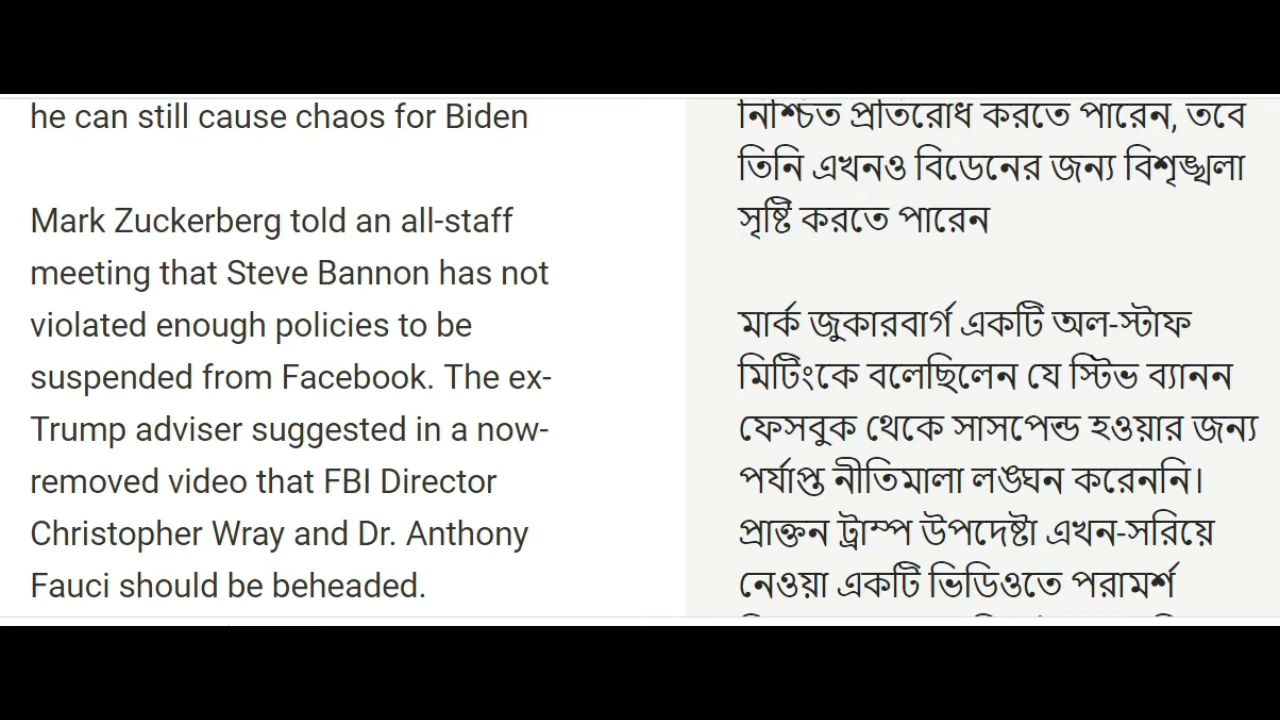 he can still cause chaos for Biden
Mark Zuckerberg told an all-staff
meeting that Steve Bannon has not
violated enough policies to be
suspended from Facebook. The ex-
Trump adviser suggested in a now-
removed video that FBI Director
Christopher Wray and Dr. Anthony
Fauci should be beheaded.
নিশ্চিত প্রতিরোধ করতে পারেন, তবে
তিনি এখনও বিডেনের জন্য বিশৃঙ্খলা
সৃষ্টি করতে পারেন
মার্ক জুকারবার্গ একটি অল-স্টাফ
মিটিংকে বলেছিলেন যে স্টিভ ব্যানন
ফেসবুক থেকে সাসপেন্ড হওয়ার জন্য
পর্যাপ্ত নীতিমালা লঙ্ঘন করেননি।
প্রাক্তন ট্রাম্প উপদেষ্টা এখন-সরিয়ে
নেওয়া একটি ভিডিওতে পরামর্শ